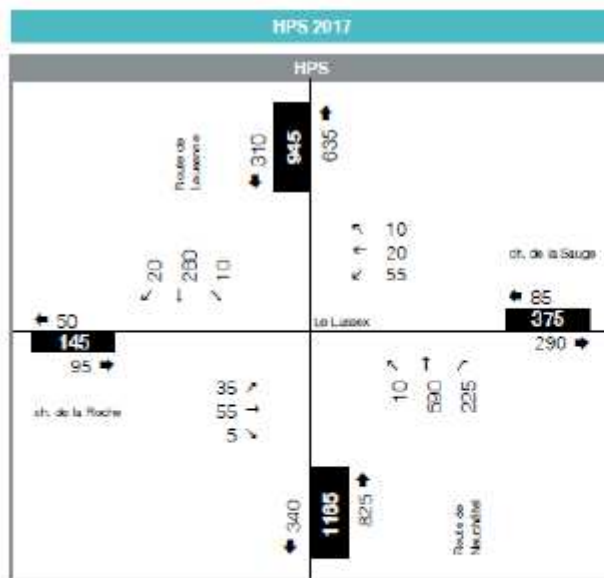 HPS 2017
HPS
Route de
Lausanne
310
945
635
20
280
10
10
20
55
ch. de la Sauge
50
145
95
Le Lussex
85
375
290
ch. de la Roche
35
55
5
10
590
225
340
1165
825
Route de
Neuchâtel